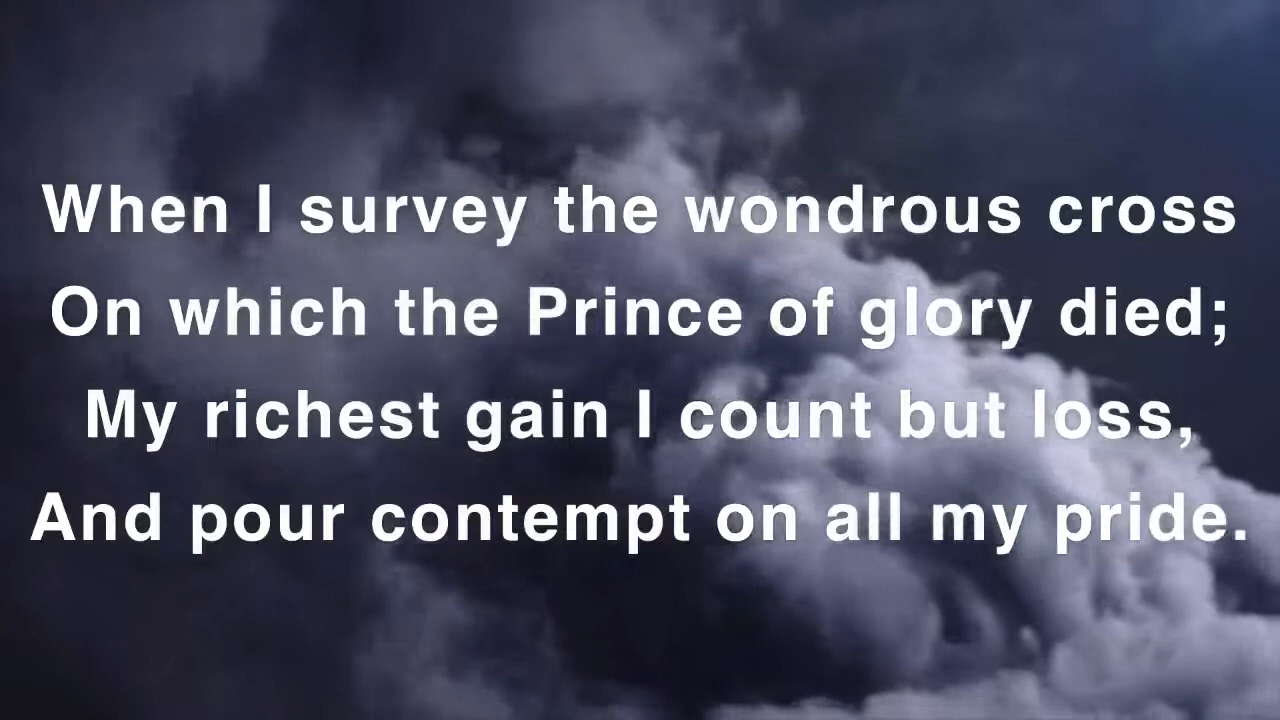 When I survey the wondrous cross
On which the Prince of glory died;
My richest gain I count but loss,
And pour contempt on all my pride.